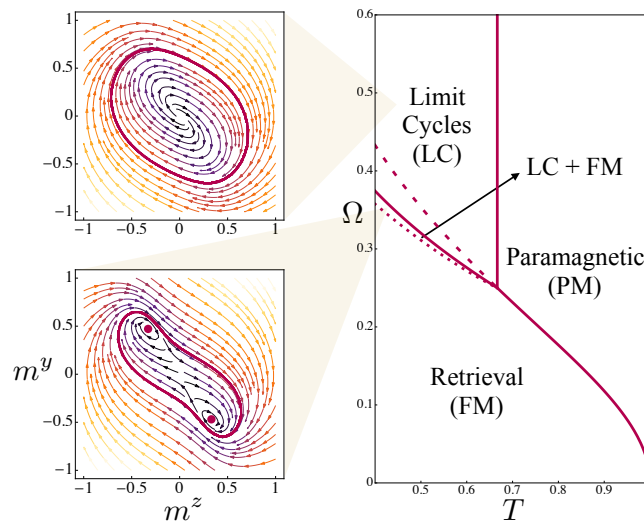 1
0.5
0
−0.5
−1
−1 −0.5 0 0.5 1
1
0.5
0
−0.5
−1
−1 −0.5 0 0.5 1
m^y
m^z
0.6
0.5
0.4
0.3
0.2
0.1
0
Ω
0.5 0.6 0.7 0.8 0.9
T
Limit
Cycles
(LC)
LC + FM
Paramagnetic
(PM)
Retrieval
(FM)